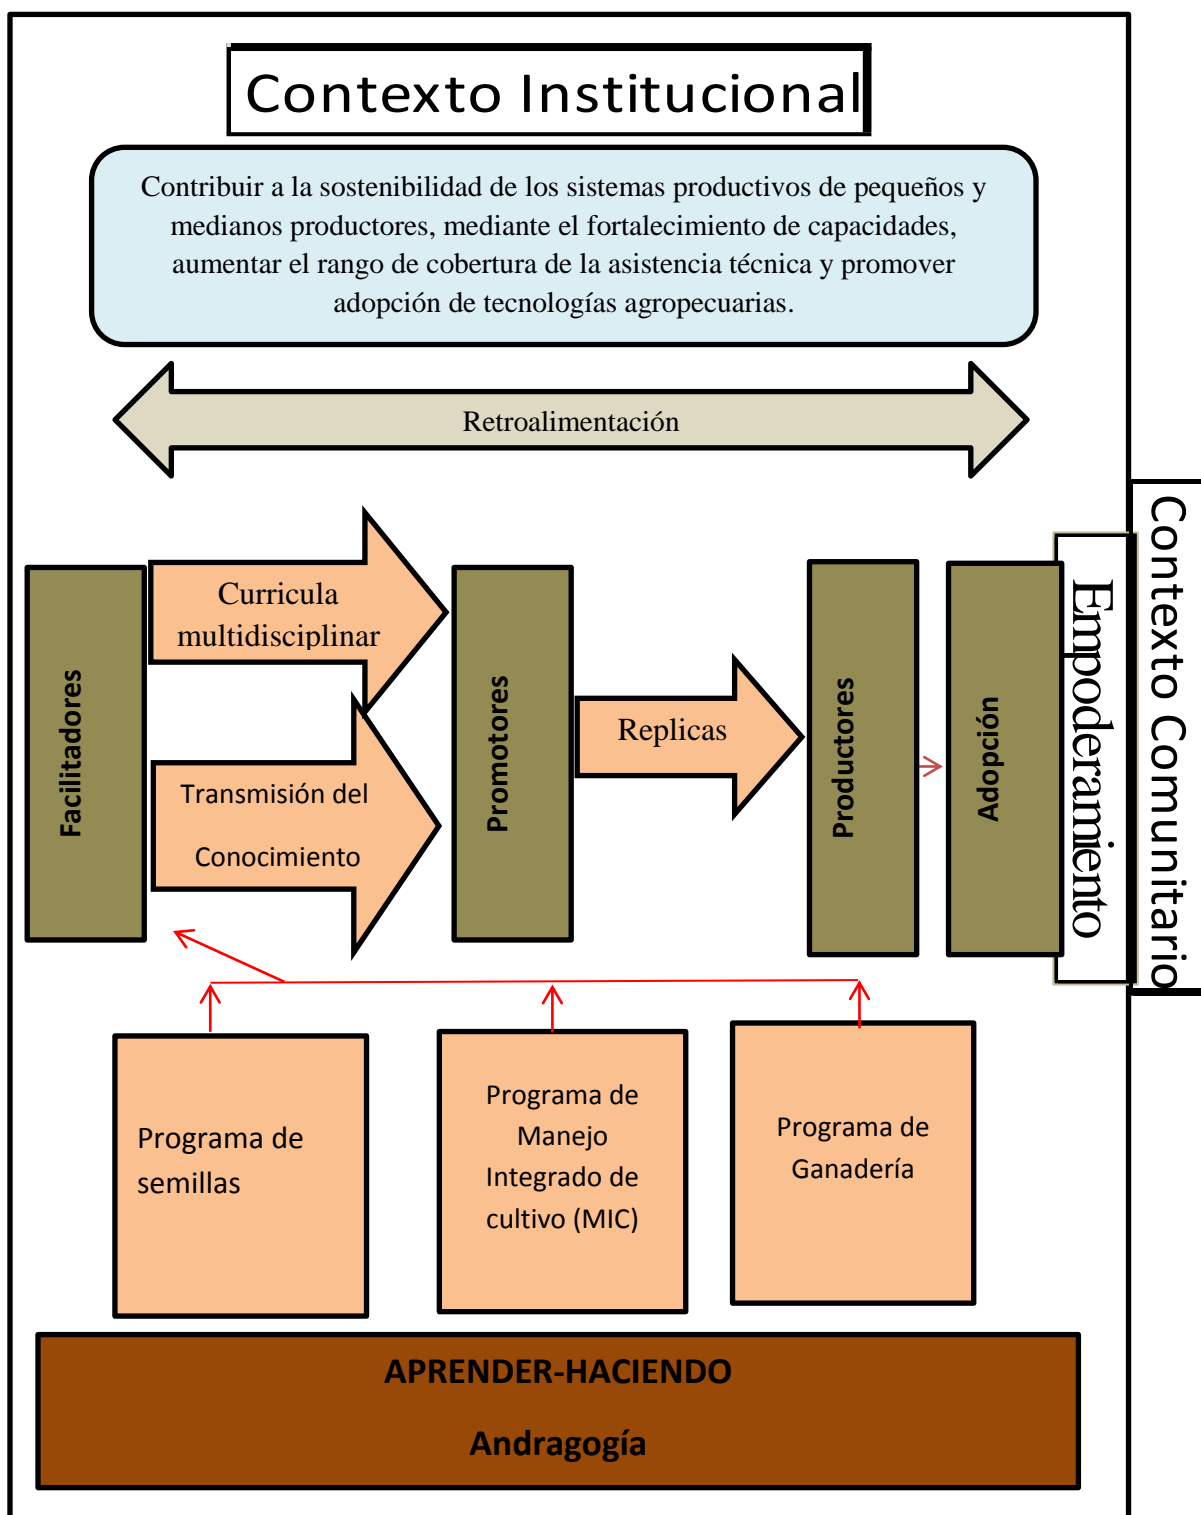 Contexto Institucional
Contribuir a la sostenibilidad de los sistemas productivos de pequeños y
medianos productores, mediante el fortalecimiento de capacidades,
aumentar el rango de cobertura de la asistencia técnica y promover
adopción de tecnologías agropecuarias.
Retroalimentación
Facilitadores
Curricula
multidisciplinar
Transmisión del
Conocimiento
Promotores
Replicas
Productores
Adopción
Empoderamiento
Contexto Comunitario
Programa de
semillas
Programa de
Manejo
Integrado de
cultivo (MIC)
Programa de
Ganadería
APRENDER-HACIENDO
Andragogía